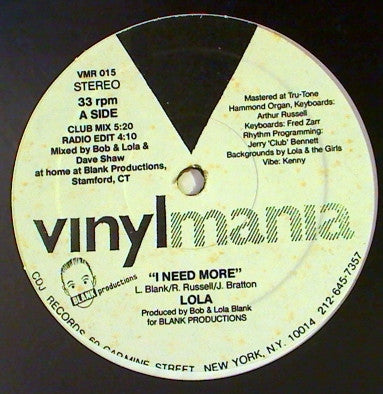 VMR 015
STEREO
33 rpm
A SIDE
CLUB MIX 5:20
RADIO EDIT 4:10
Mixed by Bob & Lola &
Dave Shaw
at home at Blank Productions,
Stamford, CT
Mastered at Tru-Tone
Hammond Organ, Keyboards:
Arthur Russell
Keyboards: Fred Zarr
Rhythm Programming:
Jerry 'Club' Bennett
Backgrounds by Lola & the Girls
Vibe: Kenny
vinylmania
BLANK productions
"I NEED MORE"
L. Blank/R. Russell/J. Bratton
LOLA
Produced by Bob & Lola Blank
for BLANK PRODUCTIONS
CDJ RECORDS 60 CARMINE STREET NEW YORK, N.Y. 10014 212-645-7357